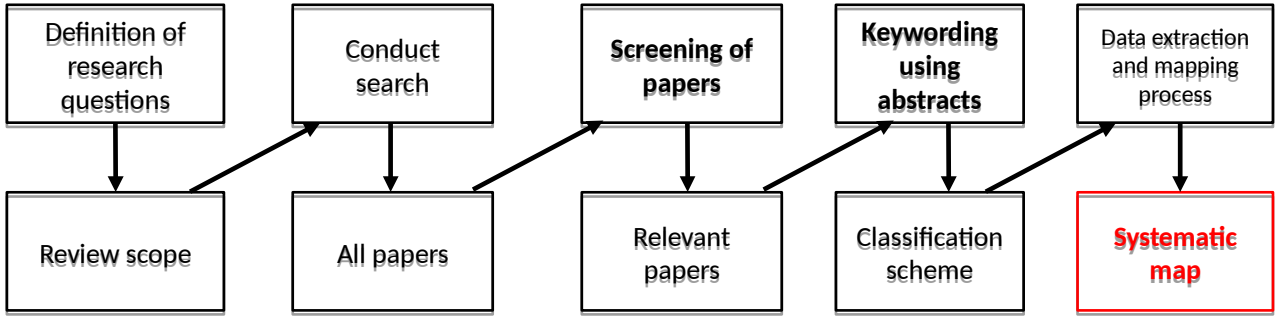 Definition of
research
questions
Conduct
search
Screening of
papers
Keywording
using
abstracts
Data extraction
and mapping
process
Review scope
All papers
Relevant
papers
Classification
scheme
Systematic
map